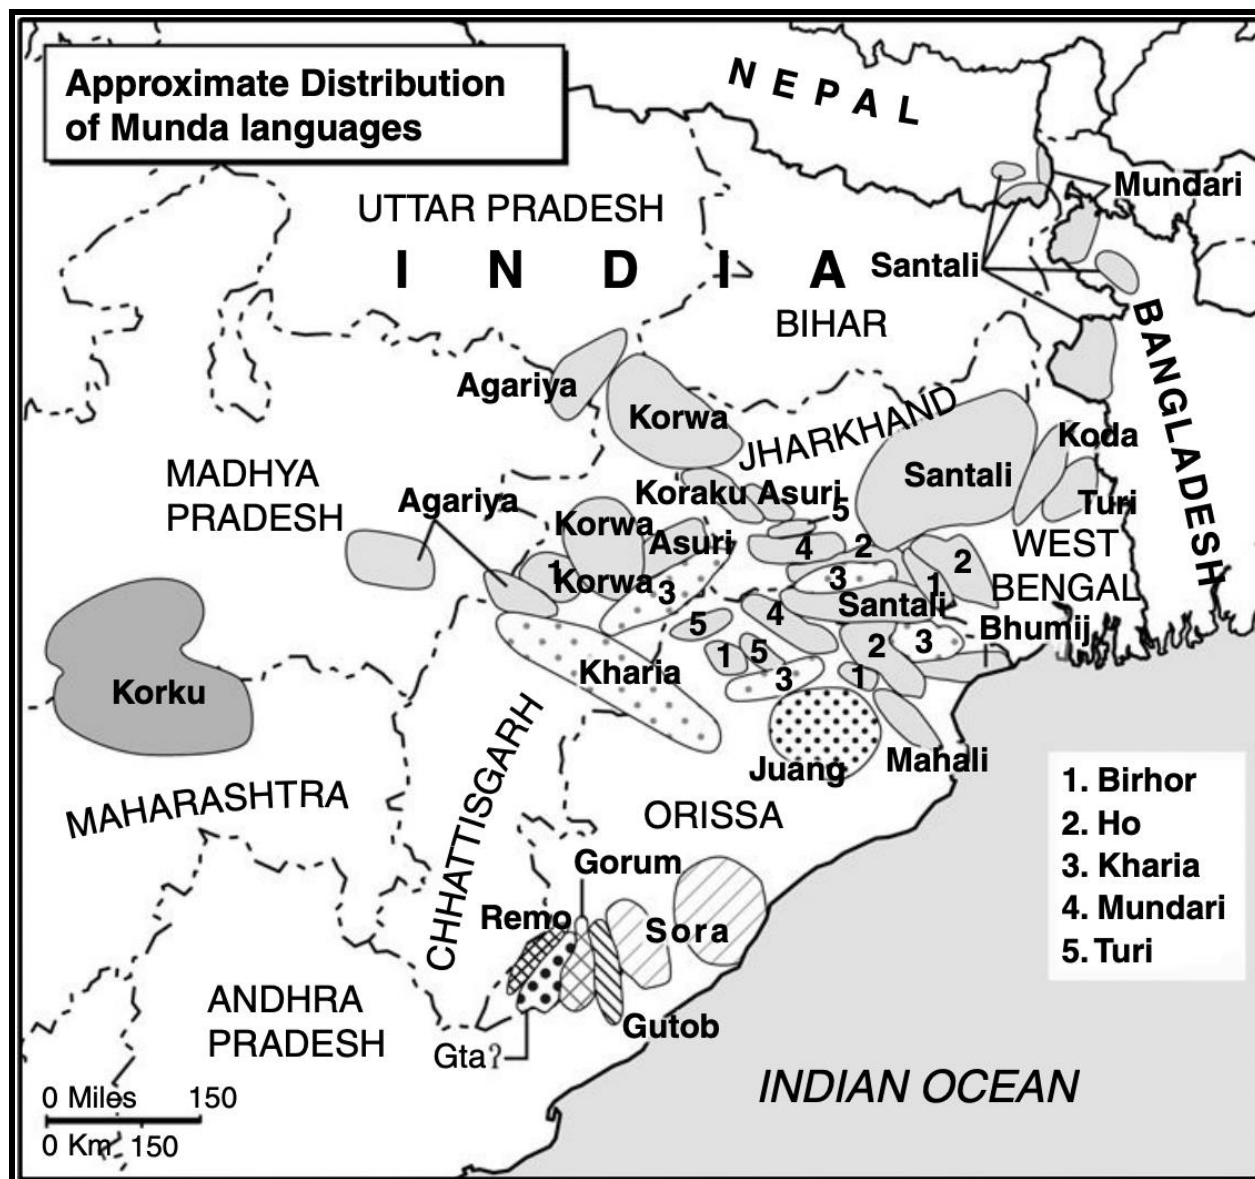 Approximate Distribution
of Munda languages
NEPAL
Mundari
UTTAR PRADESH
INDIA
Santali
BIHAR
BANGLADESH
Agariya
Korwa
JHARKHAND
Koda
MADHYA
PRADESH
Agariya
Koraku
Asuri
Santali
Turi
5
Korwa
Asuri
4
2
WEST
BENGAL
2
1
Korwa
3
3
1
Santali
5
4
Bhumij
2
3
Kharia
1
5
3
1
Korku
Juang
Mahali
MAHARASHTRA
CHHATTISGARH
ORISSA
1. Birhor
2. Ho
3. Kharia
4. Mundari
5. Turi
Gorum
Remo
Sora
ANDHRA
PRADESH
Gutob
Gtaʔ
INDIAN OCEAN
0 Miles 150
0 Km 150